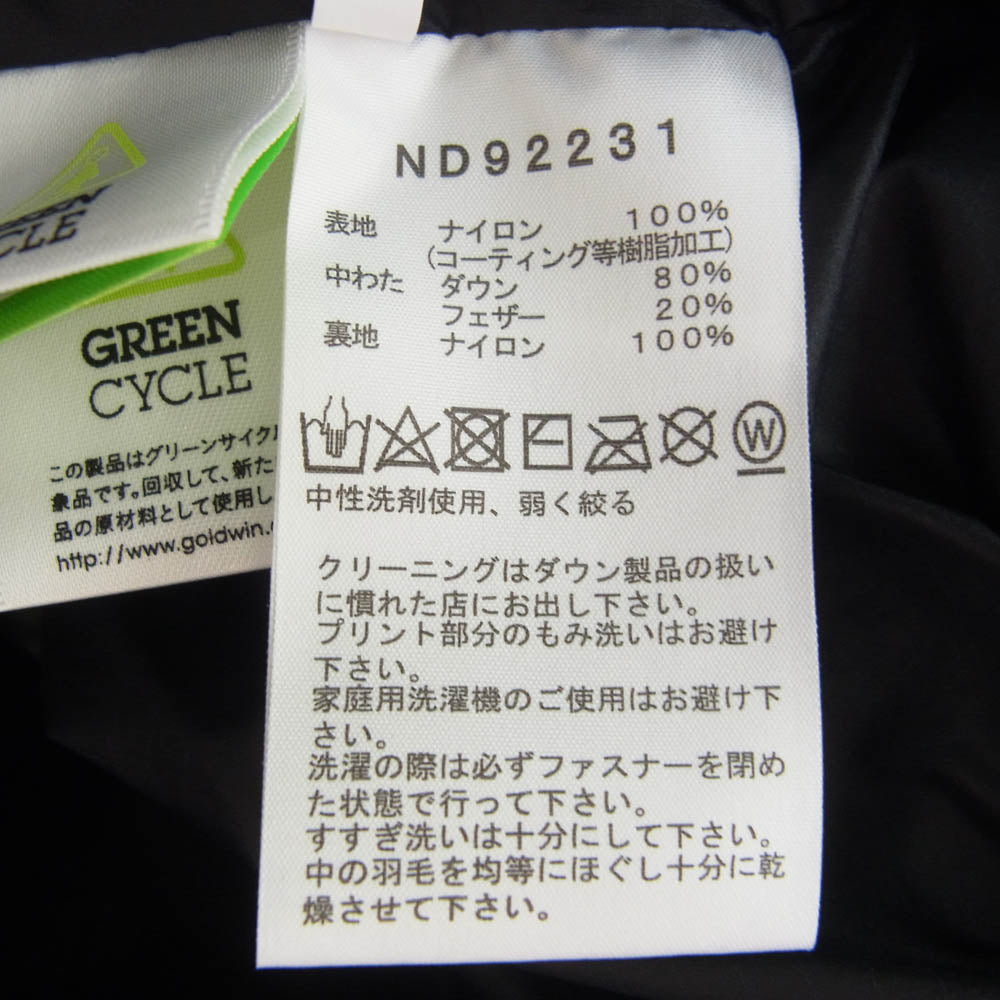 GREEN
CYCLE
GREEN
CYCLE
この製品はグリーンサイクル
象品です。回収して、新た
品の原材料として使用し
http://www.goldwin.
ND92231
表地 ナイロン 100%
(コーティング等樹脂加工)
中わた ダウン 80%
フェザー 20%
裏地 ナイロン 100%
W
中性洗剤使用、弱く絞る
クリーニングはダウン製品の扱い
に慣れた店にお出し下さい。
プリント部分のもみ洗いはお避け
下さい。
家庭用洗濯機のご使用はお避け下
さい。
洗濯の際は必ずファスナーを閉め
た状態で行って下さい。
すすぎ洗いは十分にして下さい。
中の羽毛を均等にほぐし十分に乾
燥させて下さい。